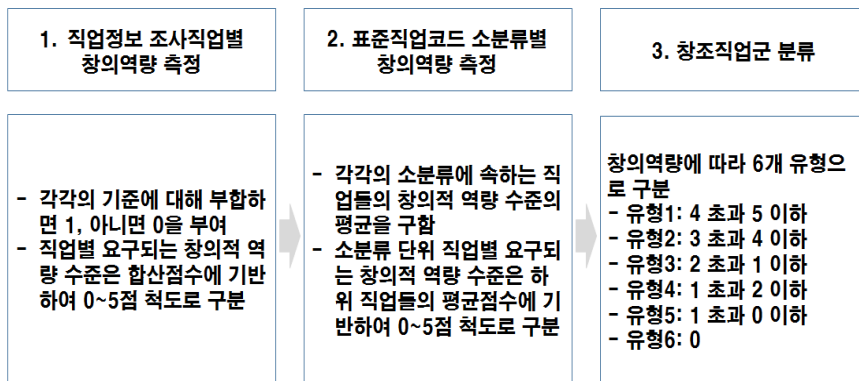 1. 직업정보 조사직업별
창의역량 측정
2. 표준직업코드 소분류별
창의역량 측정
3. 창조직업군 분류
- 각각의 기준에 대해 부합하
면 1, 아니면 0을 부여
- 직업별 요구되는 창의적 역
량 수준은 합산점수에 기반
하여 0~5점 척도로 구분
- 각각의 소분류에 속하는 직
업들의 창의적 역량 수준의
평균을 구함
- 소분류 단위 직업별 요구되
는 창의적 역량 수준은 하
위 직업들의 평균점수에 기
반하여 0~5점 척도로 구분
창의역량에 따라 6개 유형으
로 구분
- 유형1: 4 초과 5 이하
- 유형2: 3 초과 4 이하
- 유형3: 2 초과 1 이하
- 유형4: 1 초과 2 이하
- 유형5: 1 초과 0 이하
- 유형6: 0